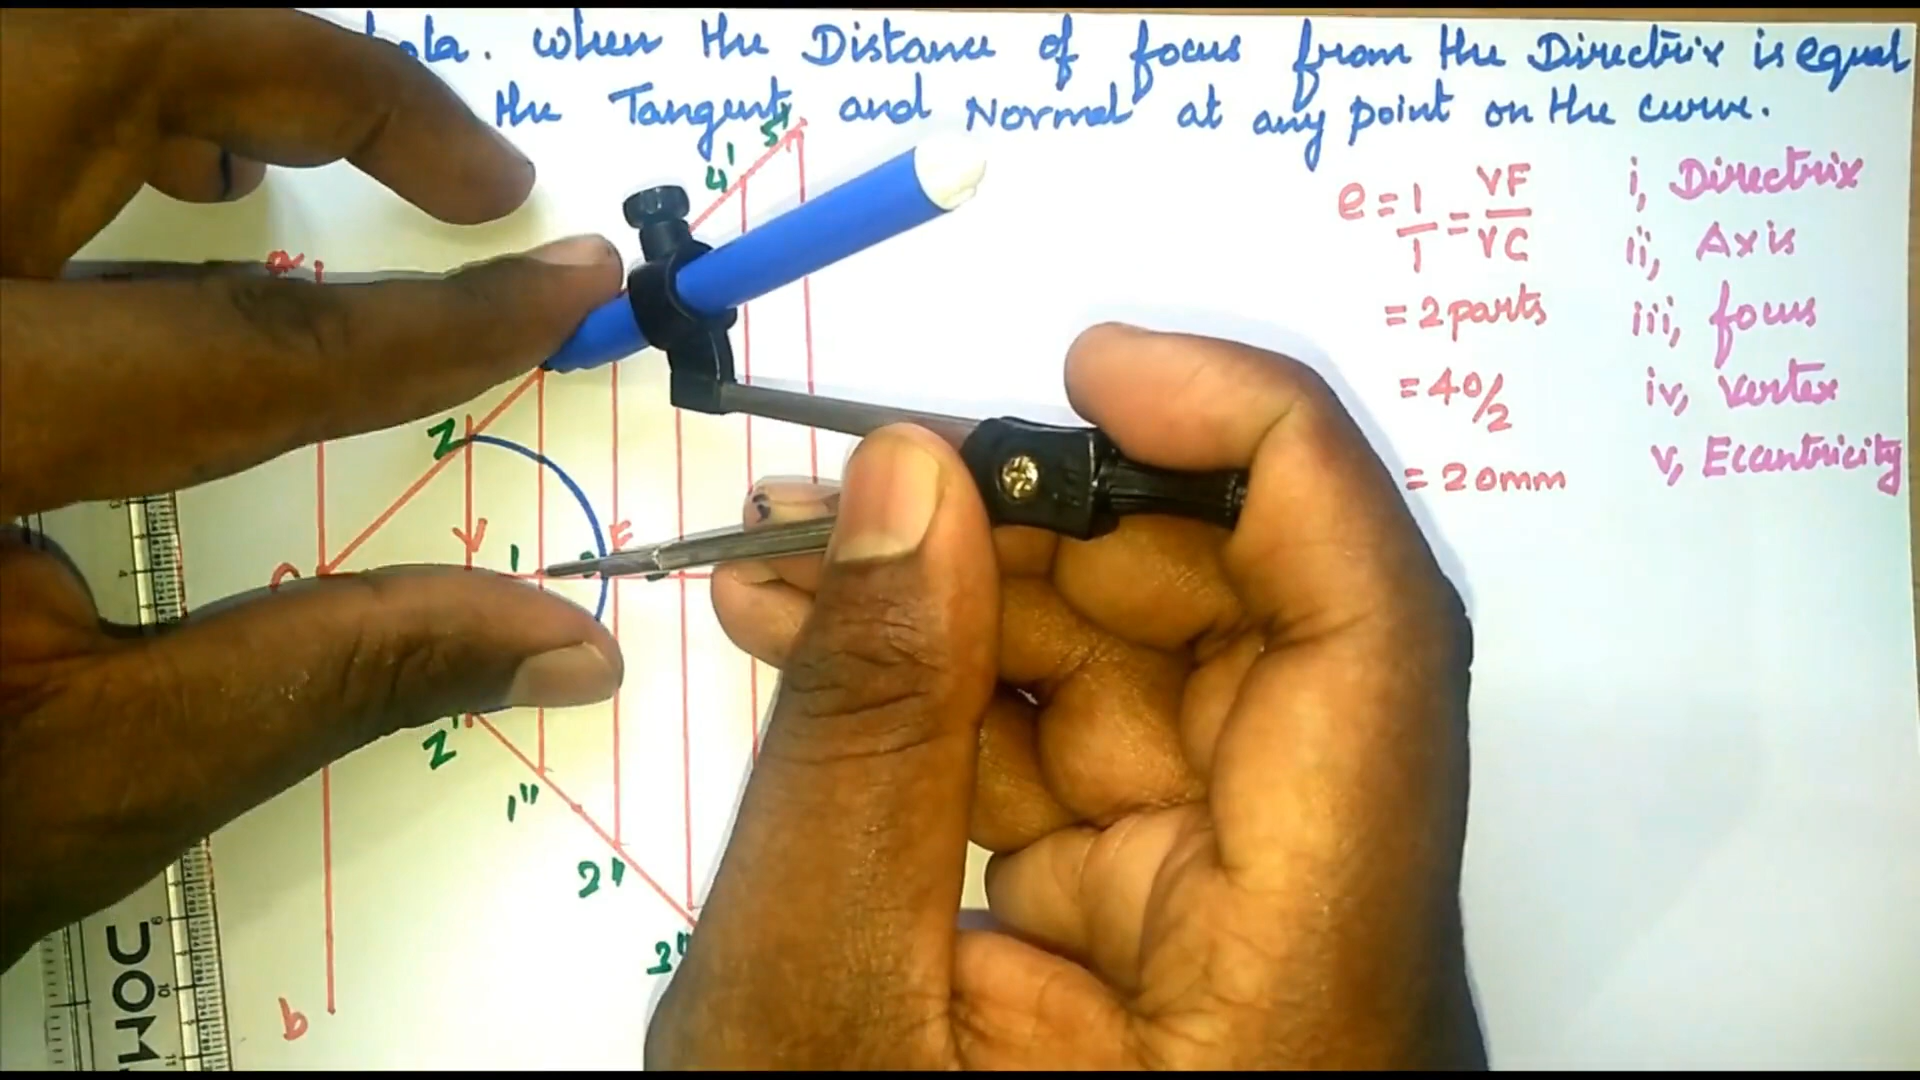 When the Distance of focus from the Directrix is equal
the Tangent and Normal at any point on the curve.
e = 1/1 = VF/VC
= 2 parts
= 40/2
= 20mm
i, Directrix
ii, Axis
iii, focus
iv, Vertex
v, Eccentricity
5'
4'
a
Z
V
1
F
Z'
1"
2"
3"
b
DOM